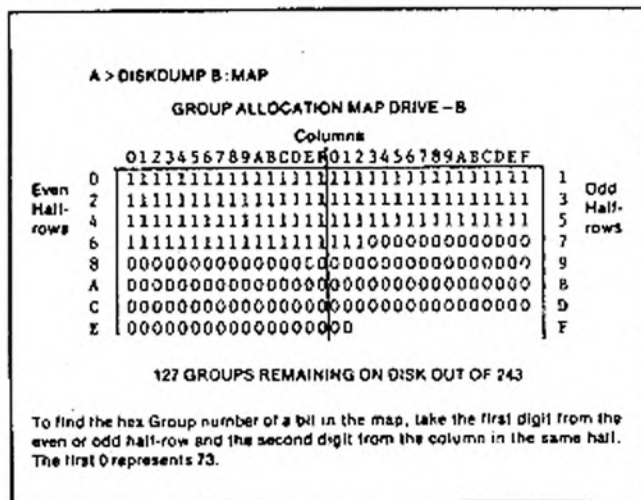 A>DISKDUMP B:MAP
GROUP ALLOCATION MAP DRIVE–B
Columns
0123456789ABCDEF0123456789ABCDEF
Even Half-rows
Odd Half-rows
0 11111111111111111111111111111111 1
2 11111111111111111111111111111111 3
4 11111111111111111111111111111111 5
6 11111111111111111110000000000000 7
8 00000000000000000000000000000000 9
A 00000000000000000000000000000000 B
C 00000000000000000000000000000000 D
E 000000000000000000 F
127 GROUPS REMAINING ON DISK OUT OF 243
To find the hex Group number of a bit in the map, take the first digit from the
even or odd half-row and the second digit from the column in the same half.
The first 0 represents 73.